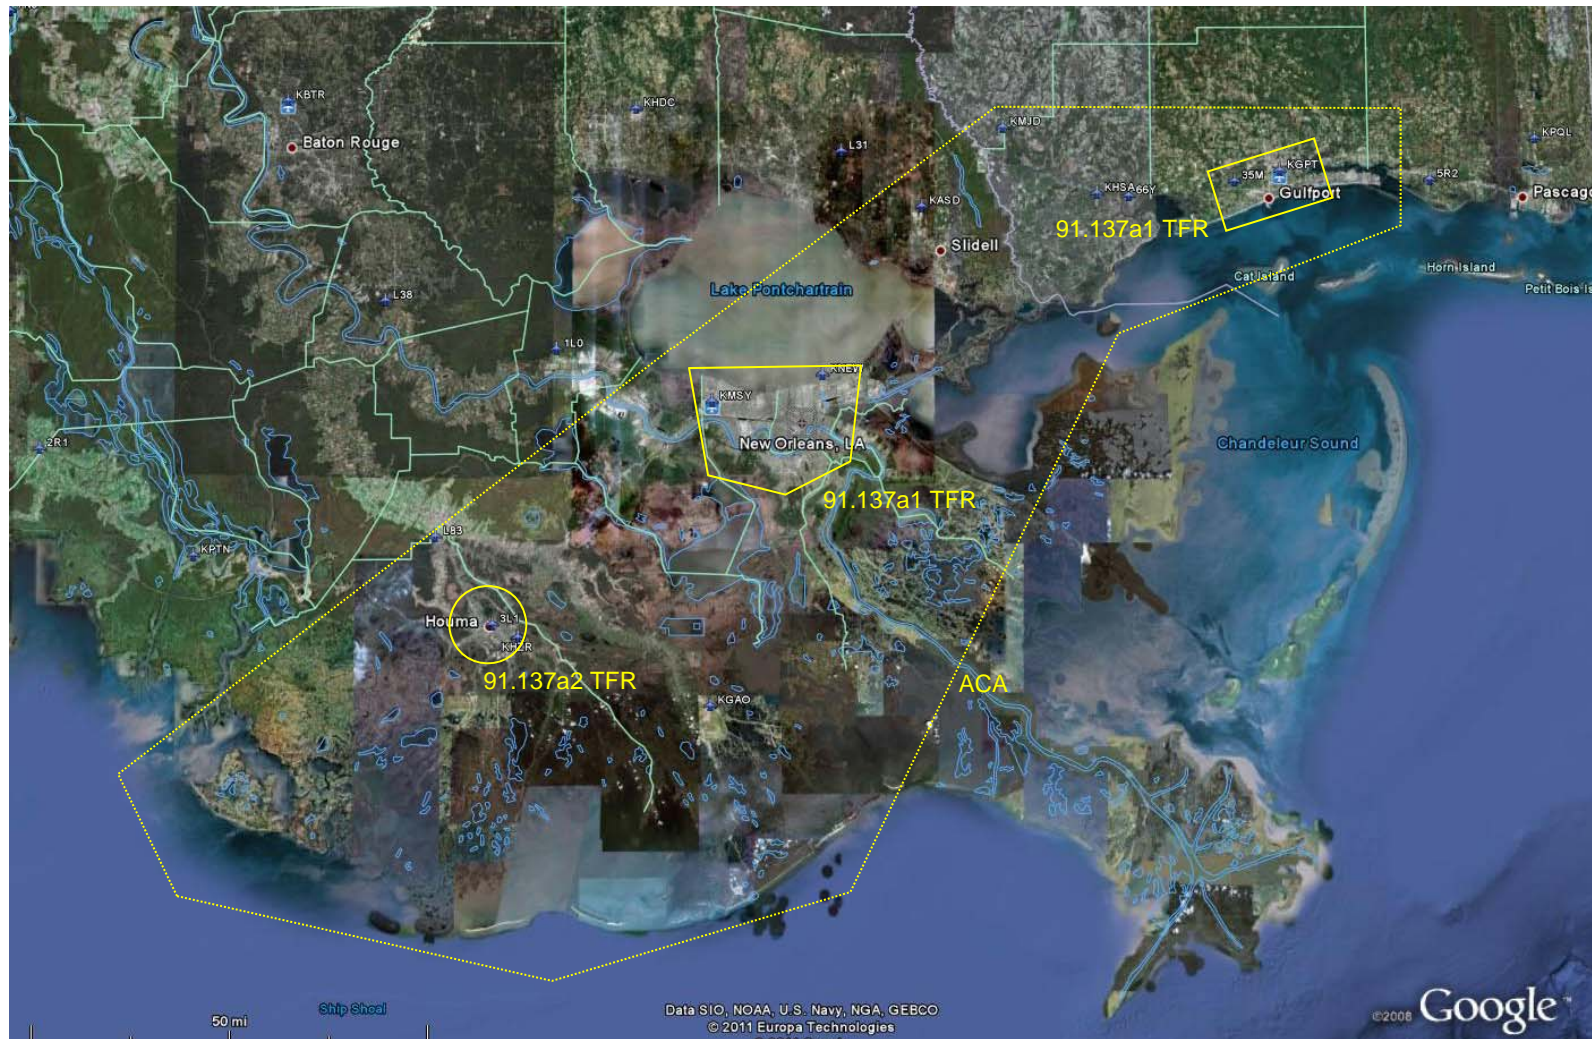 KBTR
Baton Rouge
KHDC
L31
KMJD
KPQL
KASD
KHSA
66Y
35M
KGPT
Gulfport
5R2
Pascago
Slidell
91.137a1 TFR
Cat Island
Horn Island
Petit Bois Is
Lake Pontchartrain
L38
1L0
KNEW
KMSY
New Orleans, LA
Chandeleur Sound
2R1
91.137a1 TFR
L83
KPTN
Houma
3L1
KHZR
91.137a2 TFR
ACA
KGAO
Ship Shoal
50 mi
Data SIO, NOAA, U.S. Navy, NGA, GEBCO
© 2011 Europa Technologies
©2008 Google™